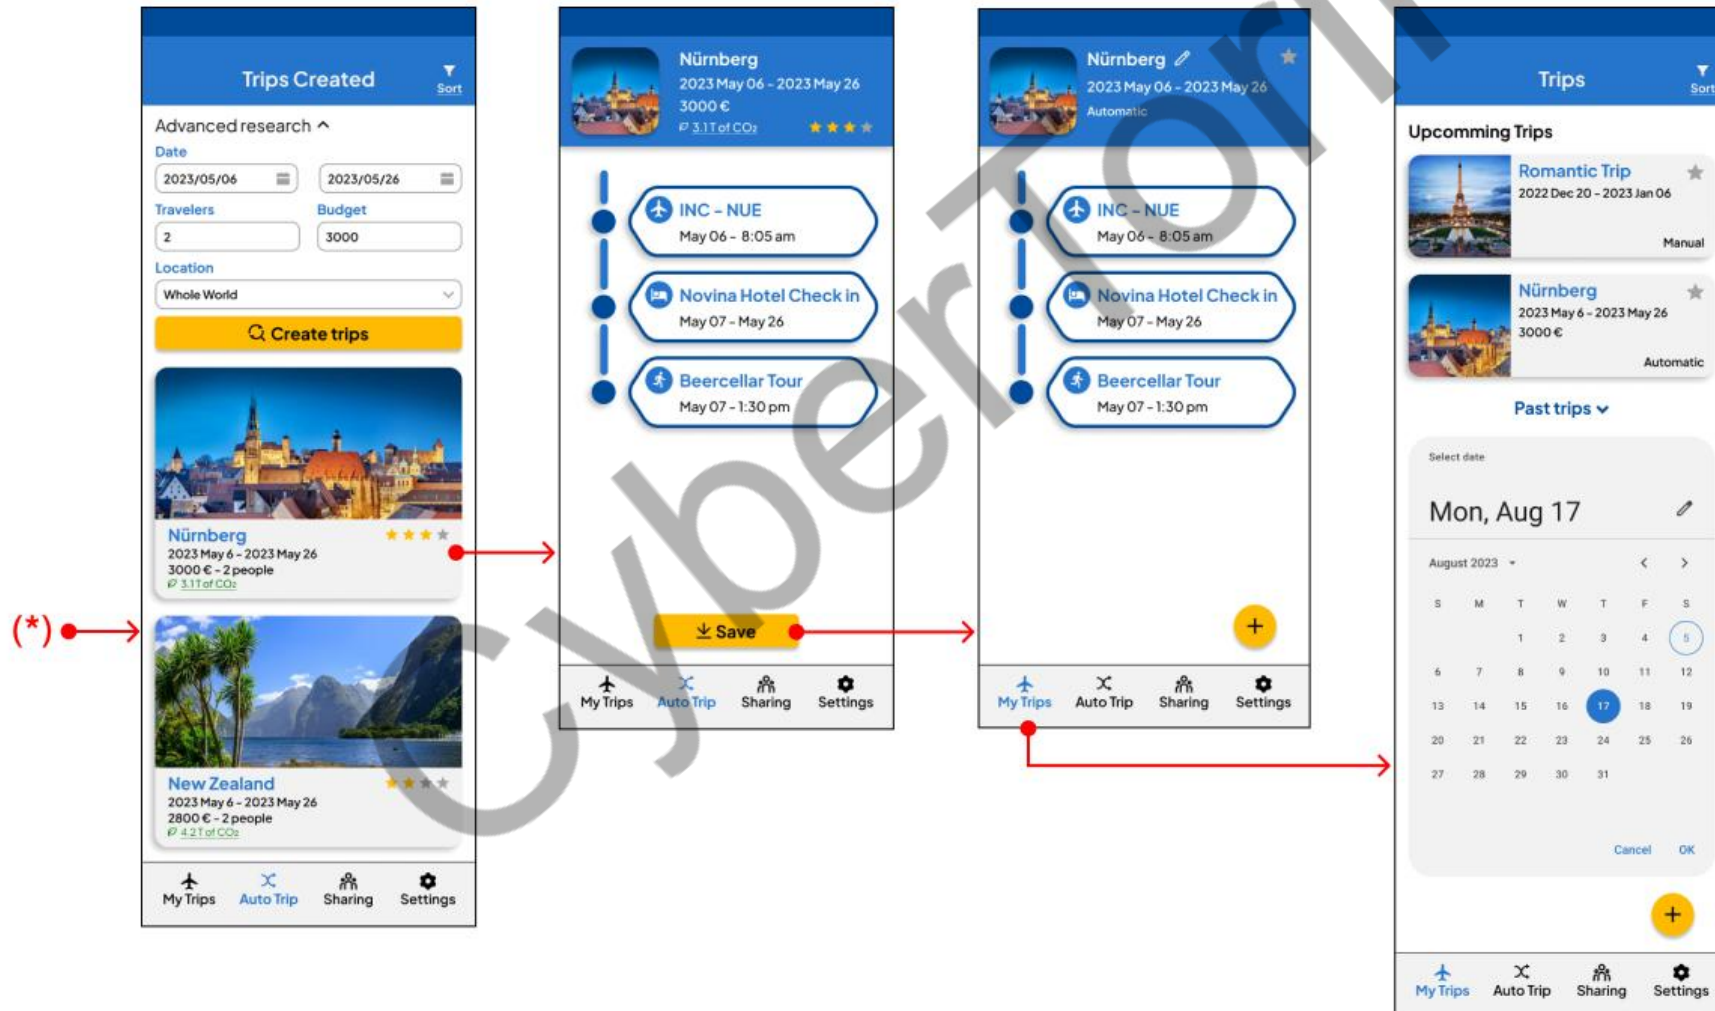 (*)
Trips Created
Sort
Advanced research
Date
2023/05/06
2023/05/26
Travelers
Budget
2
3000
Location
Whole World
Create trips
Nürnberg
2023 May 6 - 2023 May 26
3000 € - 2 people
3.1T of CO₂
New Zealand
2023 May 6 - 2023 May 26
2800 € - 2 people
4.2T of CO₂
My Trips Auto Trip Sharing Settings
Nürnberg
2023 May 06 - 2023 May 26
3000 €
3.1T of CO₂
INC - NUE
May 06 - 8:05 am
Novina Hotel Check in
May 07 - May 26
Beercellar Tour
May 07 - 1:30 pm
Save
My Trips Auto Trip Sharing Settings
Nürnberg
2023 May 06 - 2023 May 26
Automatic
INC - NUE
May 06 - 8:05 am
Novina Hotel Check in
May 07 - May 26
Beercellar Tour
May 07 - 1:30 pm
+
My Trips Auto Trip Sharing Settings
Trips
Sort
Upcomming Trips
Romantic Trip
2022 Dec 20 - 2023 Jan 06
Manual
Nürnberg
2023 May 6 - 2023 May 26
3000 €
Automatic
Past trips
Select date
Mon, Aug 17
August 2023
S M T W T F S
1 2 3 4 5
6 7 8 9 10 11 12
13 14 15 16 17 18 19
20 21 22 23 24 25 26
27 28 29 30 31
Cancel OK
+
My Trips Auto Trip Sharing Settings